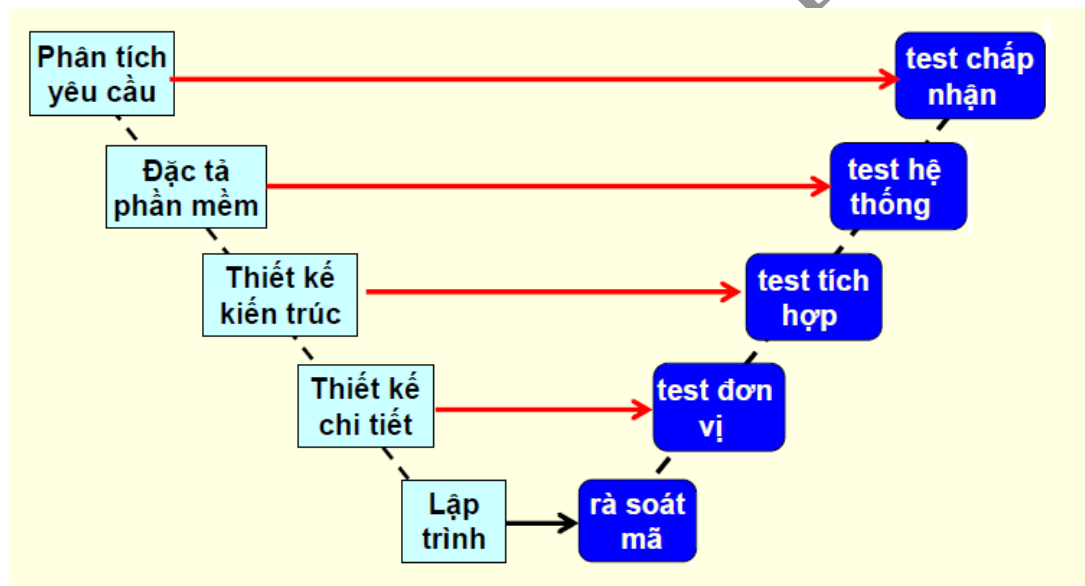 Phân tích
yêu cầu
test chấp
nhận
Đặc tả
phần mềm
test hệ
thống
Thiết kế
kiến trúc
test tích
hợp
Thiết kế
chi tiết
test đơn
vị
Lập
trình
rà soát
mã